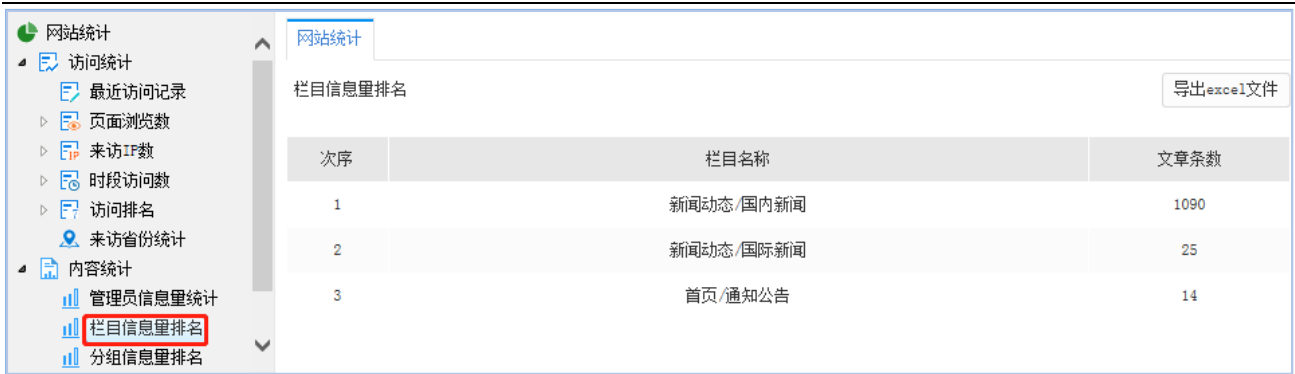 网站统计
访问统计
最近访问记录
页面浏览数
来访IP数
时段访问数
访问排名
来访省份统计
内容统计
管理员信息量统计
栏目信息量排名
分组信息量排名
网站统计
栏目信息量排名 导出excel文件
次序 栏目名称 文章条数
1 新闻动态/国内新闻 1090
2 新闻动态/国际新闻 25
3 首页/通知公告 14